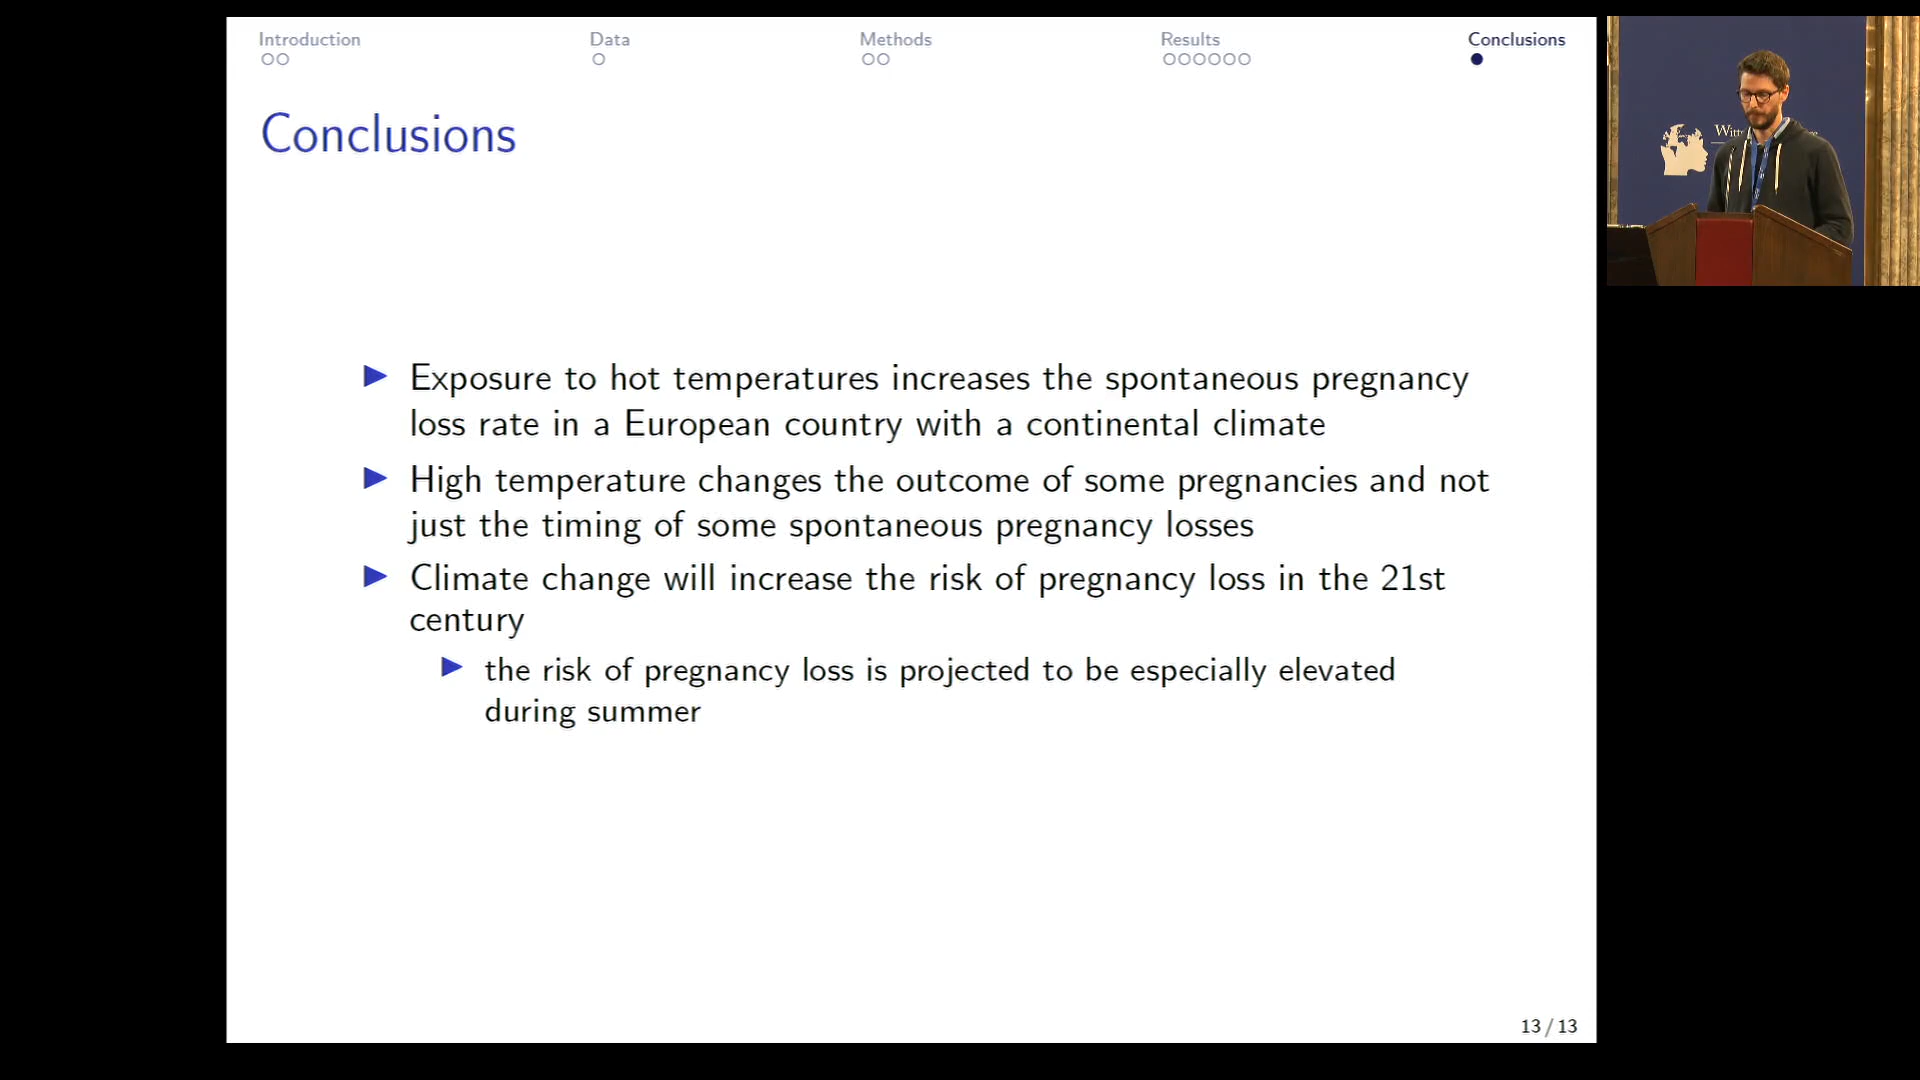 Introduction
Data
Methods
Results
Conclusions
Conclusions
Exposure to hot temperatures increases the spontaneous pregnancy
loss rate in a European country with a continental climate
High temperature changes the outcome of some pregnancies and not
just the timing of some spontaneous pregnancy losses
Climate change will increase the risk of pregnancy loss in the 21st
century
the risk of pregnancy loss is projected to be especially elevated
during summer
13 / 13